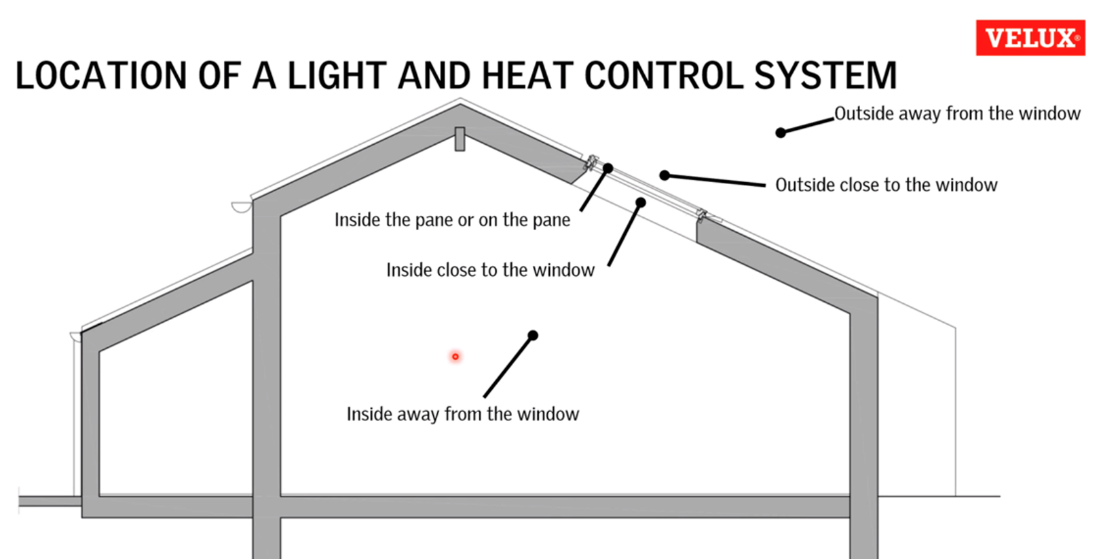 VELUX®
LOCATION OF A LIGHT AND HEAT CONTROL SYSTEM
Outside away from the window
Outside close to the window
Inside the pane or on the pane
Inside close to the window
Inside away from the window